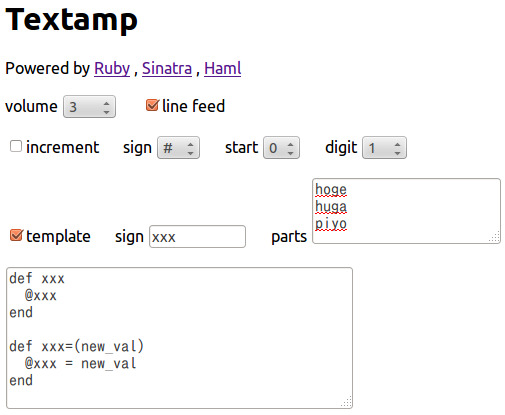 Textamp
Powered by Ruby , Sinatra , Haml
volume 3 line feed
increment sign # start 0 digit 1
template sign xxx parts hoge
huga
piyo
def xxx
  @xxx
end

def xxx=(new_val)
  @xxx = new_val
end